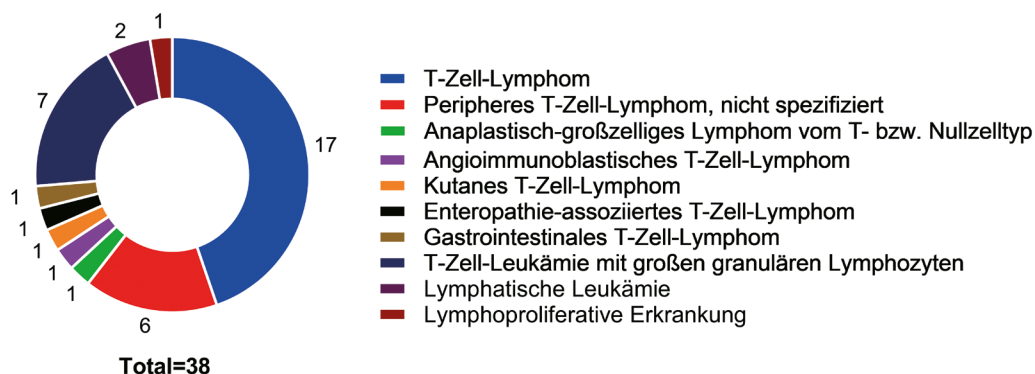 1
2
7
17
1
1
1
1
1
6
Total=38
T-Zell-Lymphom
Peripheres T-Zell-Lymphom, nicht spezifiziert
Anaplastisch-großzelliges Lymphom vom T- bzw. Nullzelltyp
Angioimmunoblastisches T-Zell-Lymphom
Kutanes T-Zell-Lymphom
Enteropathie-assoziiertes T-Zell-Lymphom
Gastrointestinales T-Zell-Lymphom
T-Zell-Leukämie mit großen granulären Lymphozyten
Lymphatische Leukämie
Lymphoproliferative Erkrankung